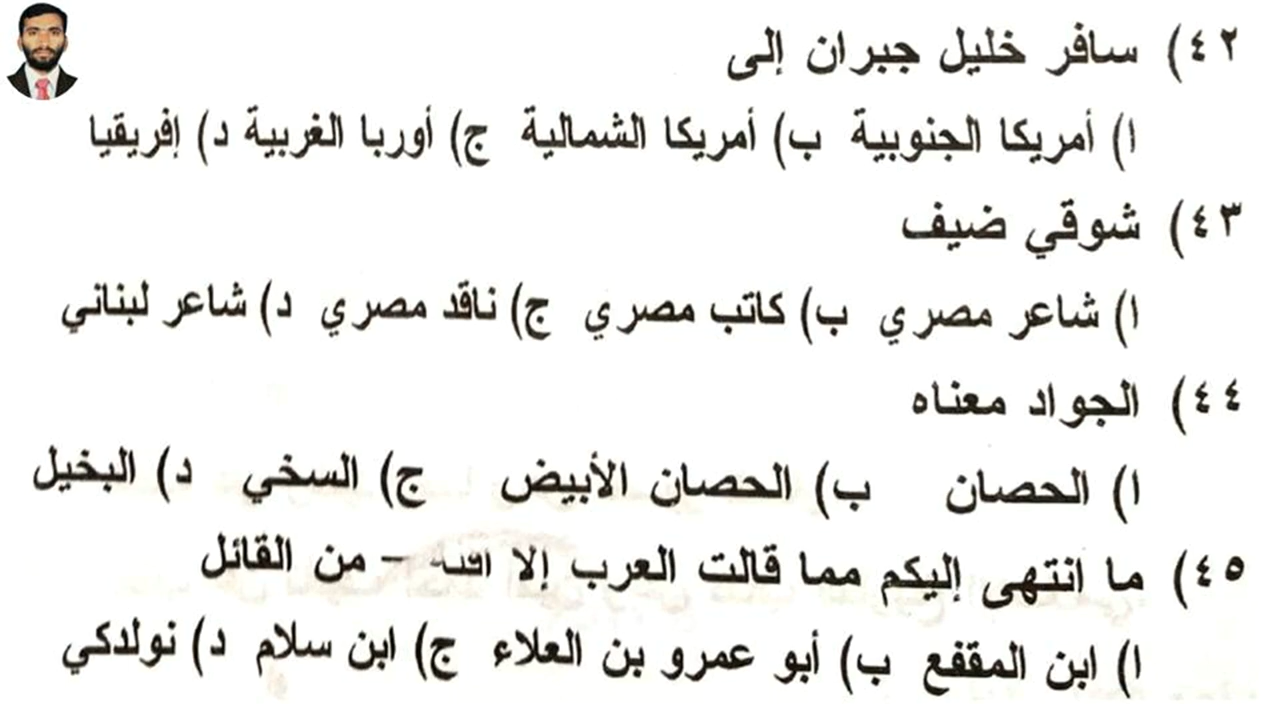 ٤٢) سافر خليل جبران إلى
ا) أمريكا الجنوبية ب) أمريكا الشمالية ج) أوربا الغربية د) إفريقيا
٤٣) شوقي ضيف
ا) شاعر مصري ب) كاتب مصري ج) ناقد مصري د) شاعر لبناني
٤٤) الجواد معناه
ا) الحصان ب) الحصان الأبيض ج) السخي د) البخيل
٤٥) ما انتهى إليكم مما قالت العرب إلا أقله – من القائل
ا) ابن المقفع ب) أبو عمرو بن العلاء ج) ابن سلام د) نولدكي